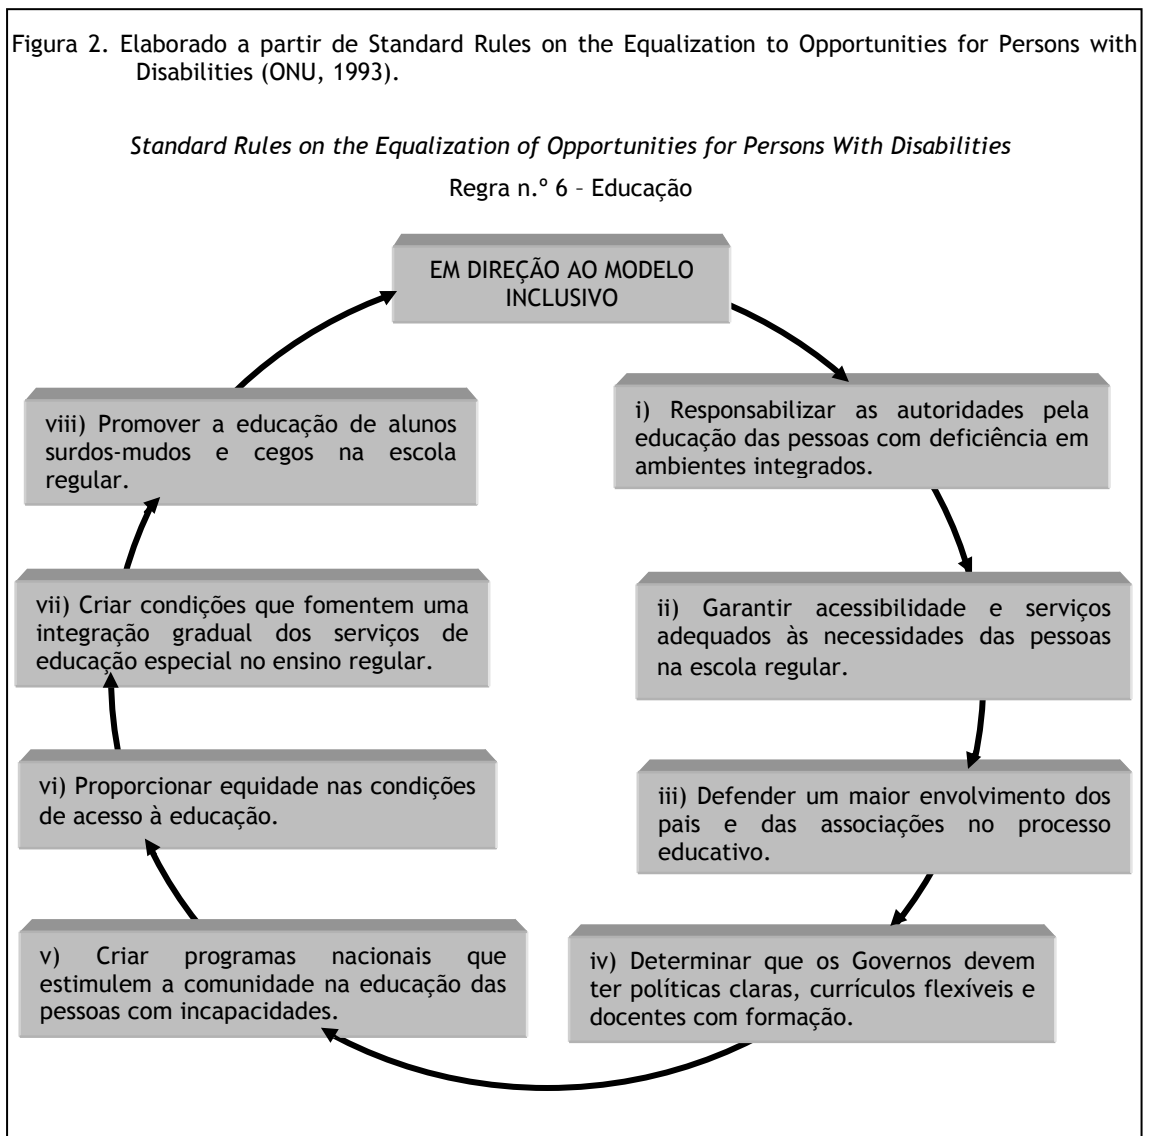 Figura 2. Elaborado a partir de Standard Rules on the Equalization to Opportunities for Persons with
Disabilities (ONU, 1993).
Standard Rules on the Equalization of Opportunities for Persons With Disabilities
Regra n.º 6 – Educação
EM DIREÇÃO AO MODELO
INCLUSIVO
i) Responsabilizar as autoridades pela
educação das pessoas com deficiência em
ambientes integrados.
ii) Garantir acessibilidade e serviços
adequados às necessidades das pessoas
na escola regular.
iii) Defender um maior envolvimento dos
pais e das associações no processo
educativo.
iv) Determinar que os Governos devem
ter políticas claras, currículos flexíveis e
docentes com formação.
v) Criar programas nacionais que
estimulem a comunidade na educação das
pessoas com incapacidades.
vi) Proporcionar equidade nas condições
de acesso à educação.
vii) Criar condições que fomentem uma
integração gradual dos serviços de
educação especial no ensino regular.
viii) Promover a educação de alunos
surdos-mudos e cegos na escola
regular.